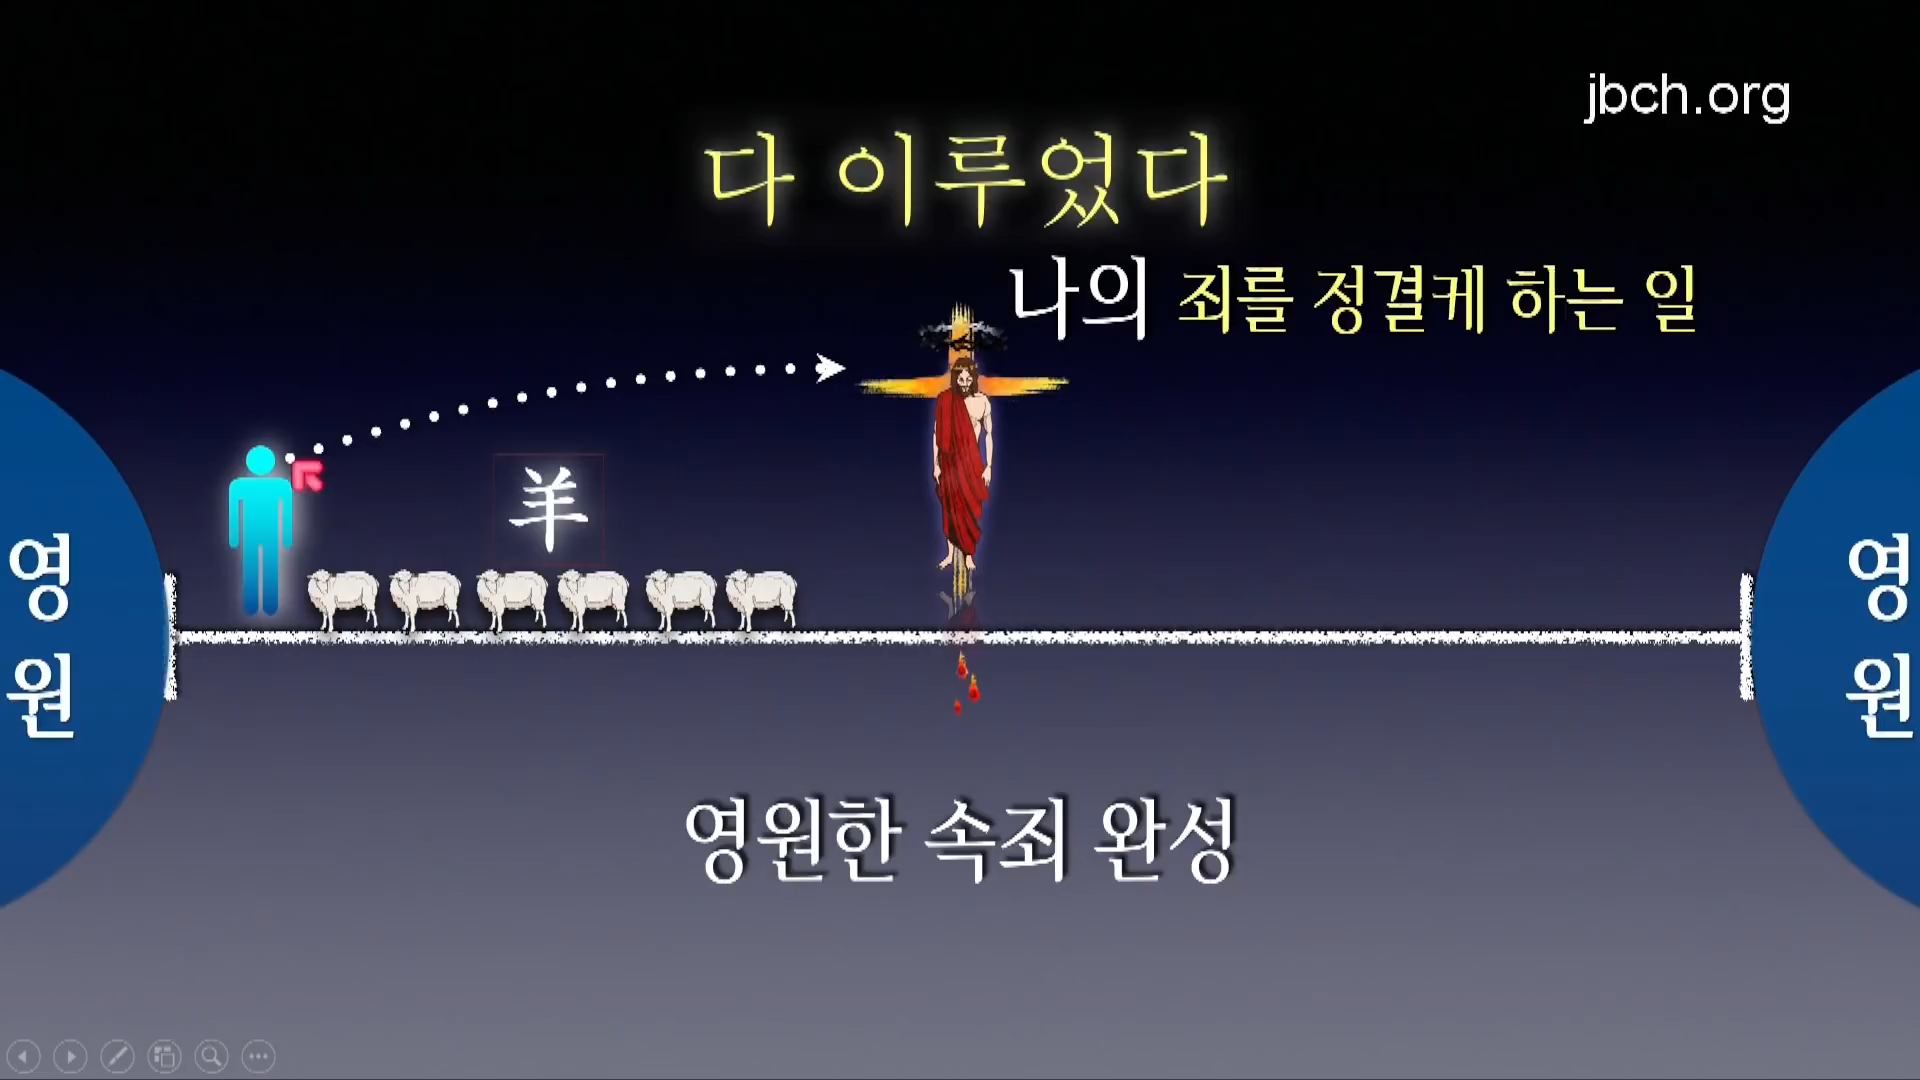 jbch.org
다 이루었다
나의 죄를 정결케 하는 일
羊
영원
영원
영원한 속죄 완성